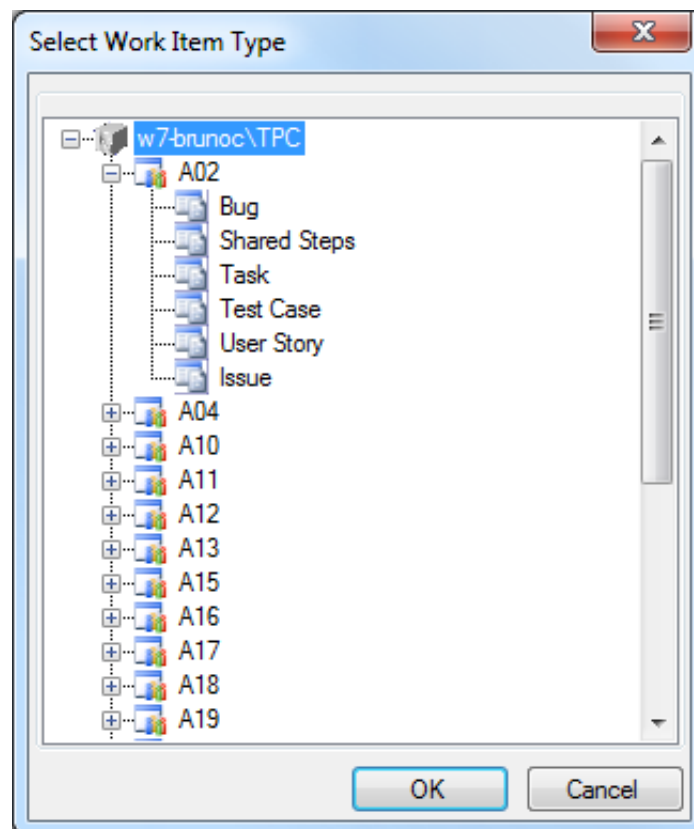 Select Work Item Type
w7-brunoc\TPC
A02
Bug
Shared Steps
Task
Test Case
User Story
Issue
A04
A10
A11
A12
A13
A15
A16
A17
A18
A19
OK
Cancel